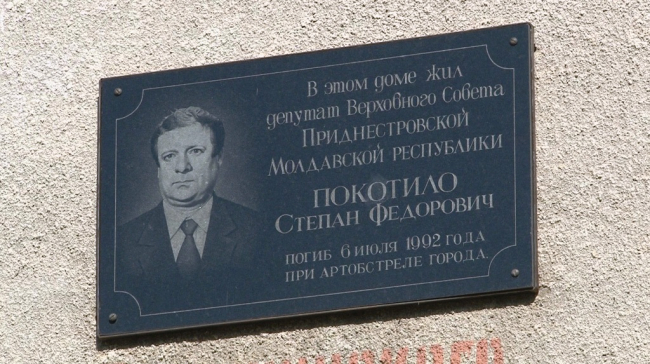 В этом доме жил
депутат Верховного Совета
Приднестровской
Молдавской республики
ПОКОТИЛО
Степан Федорович
погиб 6 июля 1992 года
при артобстреле города.